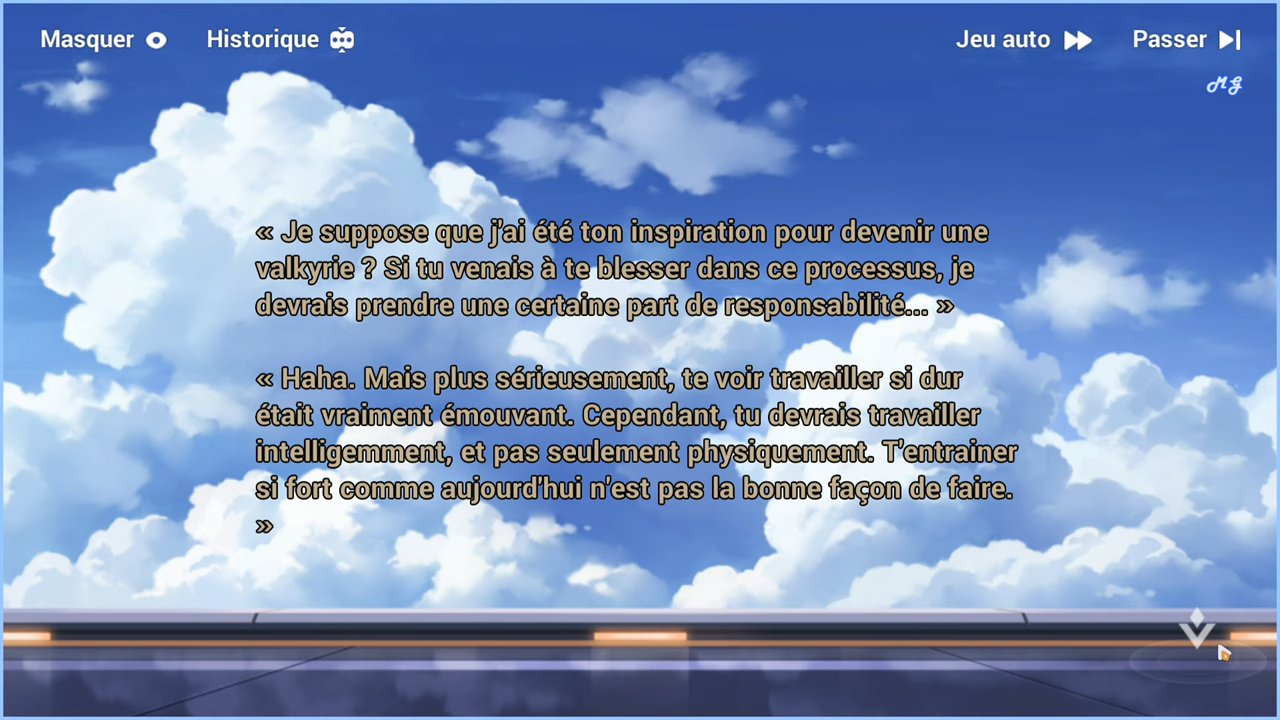 Masquer Historique Jeu auto Passer
MG
« Je suppose que j'ai été ton inspiration pour devenir une
valkyrie ? Si tu venais à te blesser dans ce processus, je
devrais prendre une certaine part de responsabilité... »
« Haha. Mais plus sérieusement, te voir travailler si dur
était vraiment émouvant. Cependant, tu devrais travailler
intelligemment, et pas seulement physiquement. T'entrainer
si fort comme aujourd'hui n'est pas la bonne façon de faire.
»